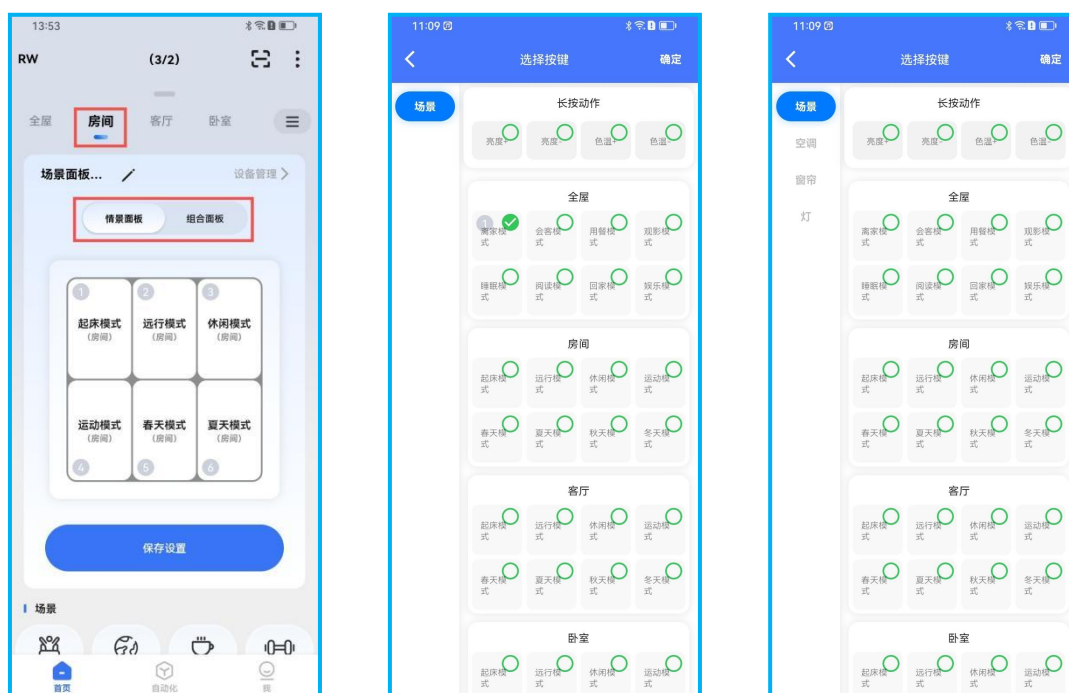 13:53
RW (3/2)
全屋 房间 客厅 卧室
场景面板... 设备管理
情景面板 组合面板
1 2 3
起床模式 远行模式 休闲模式
(房间) (房间) (房间)
运动模式 春天模式 夏天模式
(房间) (房间) (房间)
4 5 6
保存设置
场景
首页 自动化 我
11:09
选择按键 确定
场景
长按动作
亮度+ 亮度- 色温+ 色温-
全屋
1
离家模式 会客模式 用餐模式 观影模式
睡眠模式 阅读模式 回家模式 娱乐模式
房间
起床模式 远行模式 休闲模式 运动模式
春天模式 夏天模式 秋天模式 冬天模式
客厅
起床模式 远行模式 休闲模式 运动模式
春天模式 夏天模式 秋天模式 冬天模式
卧室
起床模式 远行模式 休闲模式 运动模式
11:09
选择按键 确定
场景
空调
窗帘
灯
长按动作
亮度+ 亮度- 色温+ 色温-
全屋
离家模式 会客模式 用餐模式 观影模式
睡眠模式 阅读模式 回家模式 娱乐模式
房间
起床模式 远行模式 休闲模式 运动模式
春天模式 夏天模式 秋天模式 冬天模式
客厅
起床模式 远行模式 休闲模式 运动模式
春天模式 夏天模式 秋天模式 冬天模式
卧室
起床模式 远行模式 休闲模式 运动模式